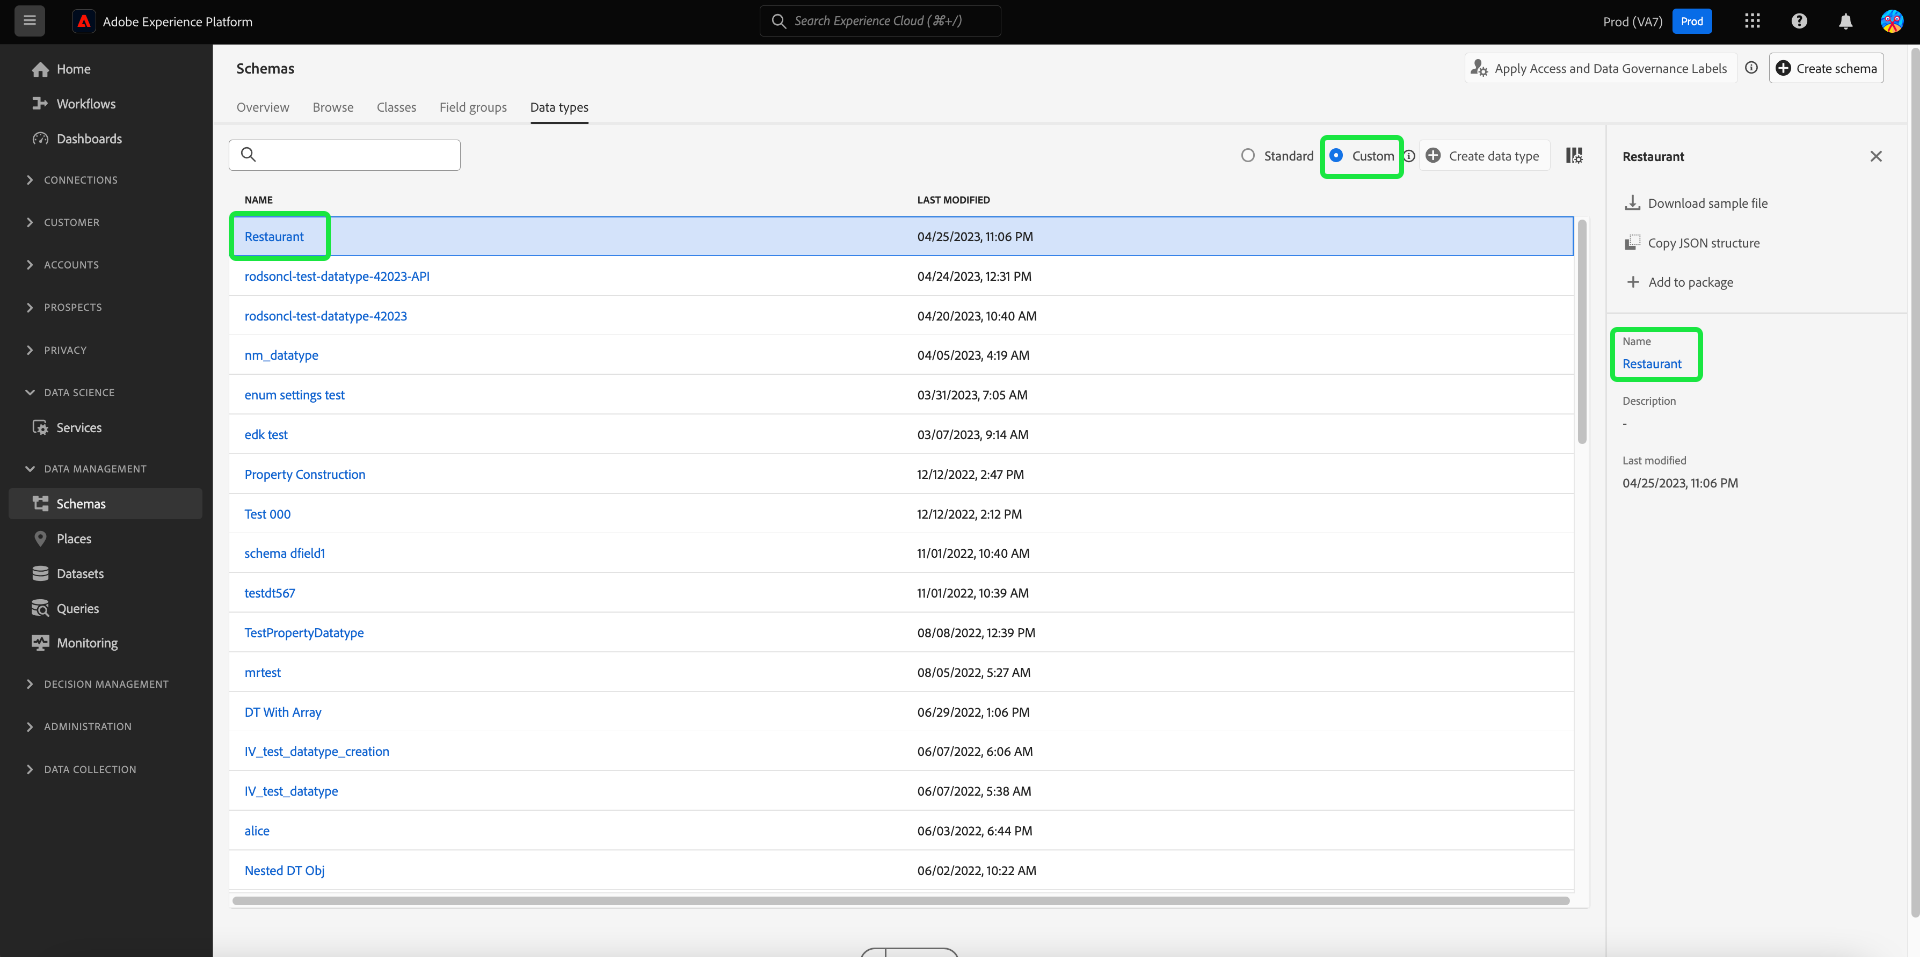 Adobe Experience Platform
Search Experience Cloud (⌘+/)
Prod (VA7)
Prod
Home
Workflows
Dashboards
CONNECTIONS
CUSTOMER
ACCOUNTS
PROSPECTS
PRIVACY
DATA SCIENCE
Services
DATA MANAGEMENT
Schemas
Places
Datasets
Queries
Monitoring
DECISION MANAGEMENT
ADMINISTRATION
DATA COLLECTION
Schemas
Apply Access and Data Governance Labels
Create schema
Overview Browse Classes Field groups Data types
Standard Custom Create data type
NAME LAST MODIFIED
Restaurant 04/25/2023, 11:06 PM
rodsoncl-test-datatype-42023-API 04/24/2023, 12:31 PM
rodsoncl-test-datatype-42023 04/20/2023, 10:40 AM
nm_datatype 04/05/2023, 4:19 AM
enum settings test 03/31/2023, 7:05 AM
edk test 03/07/2023, 9:14 AM
Property Construction 12/12/2022, 2:47 PM
Test 000 12/12/2022, 2:12 PM
schema dfield1 11/01/2022, 10:40 AM
testdt567 11/01/2022, 10:39 AM
TestPropertyDatatype 08/08/2022, 12:39 PM
mrtest 08/05/2022, 5:27 AM
DT With Array 06/29/2022, 1:06 PM
IV_test_datatype_creation 06/07/2022, 6:06 AM
IV_test_datatype 06/07/2022, 5:38 AM
alice 06/03/2022, 6:44 PM
Nested DT Obj 06/02/2022, 10:22 AM
Restaurant
Download sample file
Copy JSON structure
Add to package
Name
Restaurant
Description
-
Last modified
04/25/2023, 11:06 PM